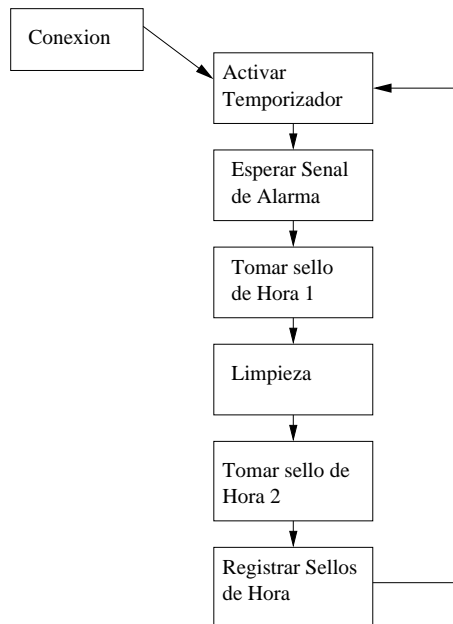 Conexion
Activar
Temporizador
Esperar Senal
de Alarma
Tomar sello
de Hora 1
Limpieza
Tomar sello de
Hora 2
Registrar Sellos
de Hora